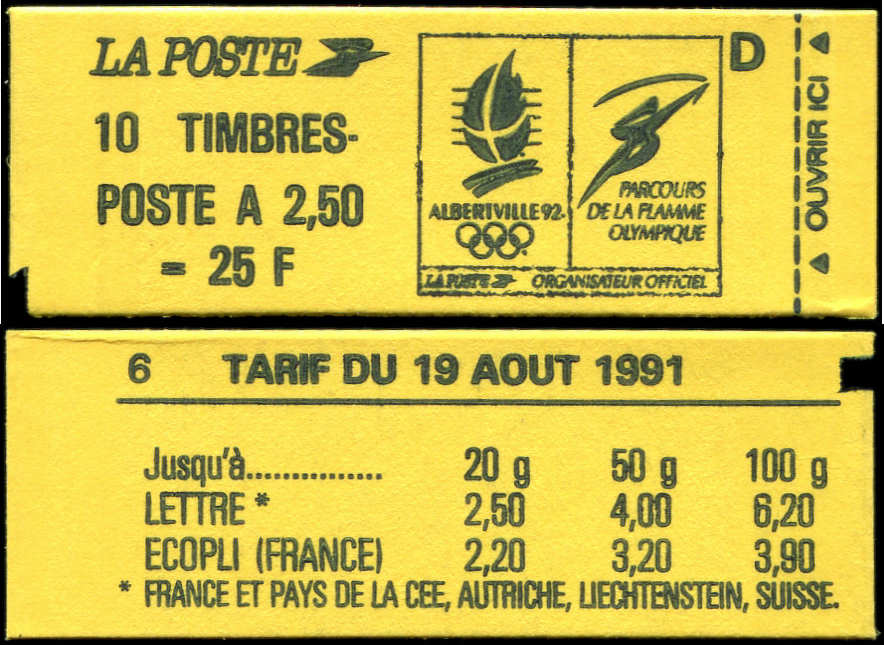 LA POSTE
10 TIMBRES-
POSTE A 2,50
= 25 F
ALBERTVILLE 92
PARCOURS
DE LA FLAMME
OLYMPIQUE
LA POSTE ORGANISATEUR OFFICIEL
D
OUVRIR ICI
6 TARIF DU 19 AOUT 1991
Jusqu'à............... 20 g 50 g 100 g
LETTRE * 2,50 4,00 6,20
ECOPLI (FRANCE) 2,20 3,20 3,90
* FRANCE ET PAYS DE LA CEE, AUTRICHE, LIECHTENSTEIN, SUISSE.